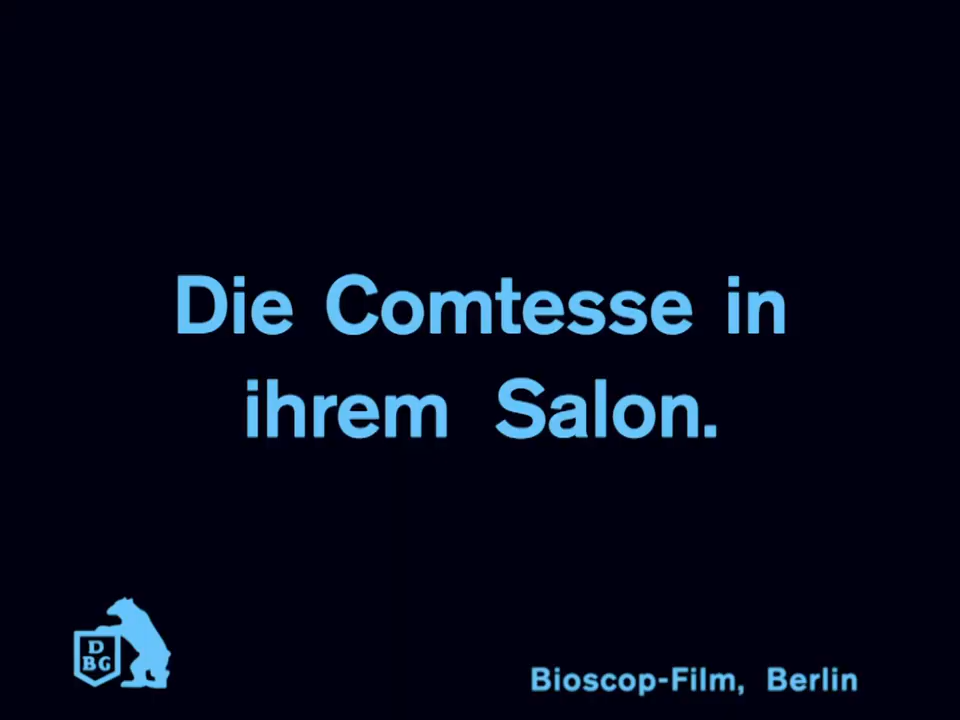 Die Comtesse in
ihrem Salon.
D
BG
Bioscop-Film, Berlin